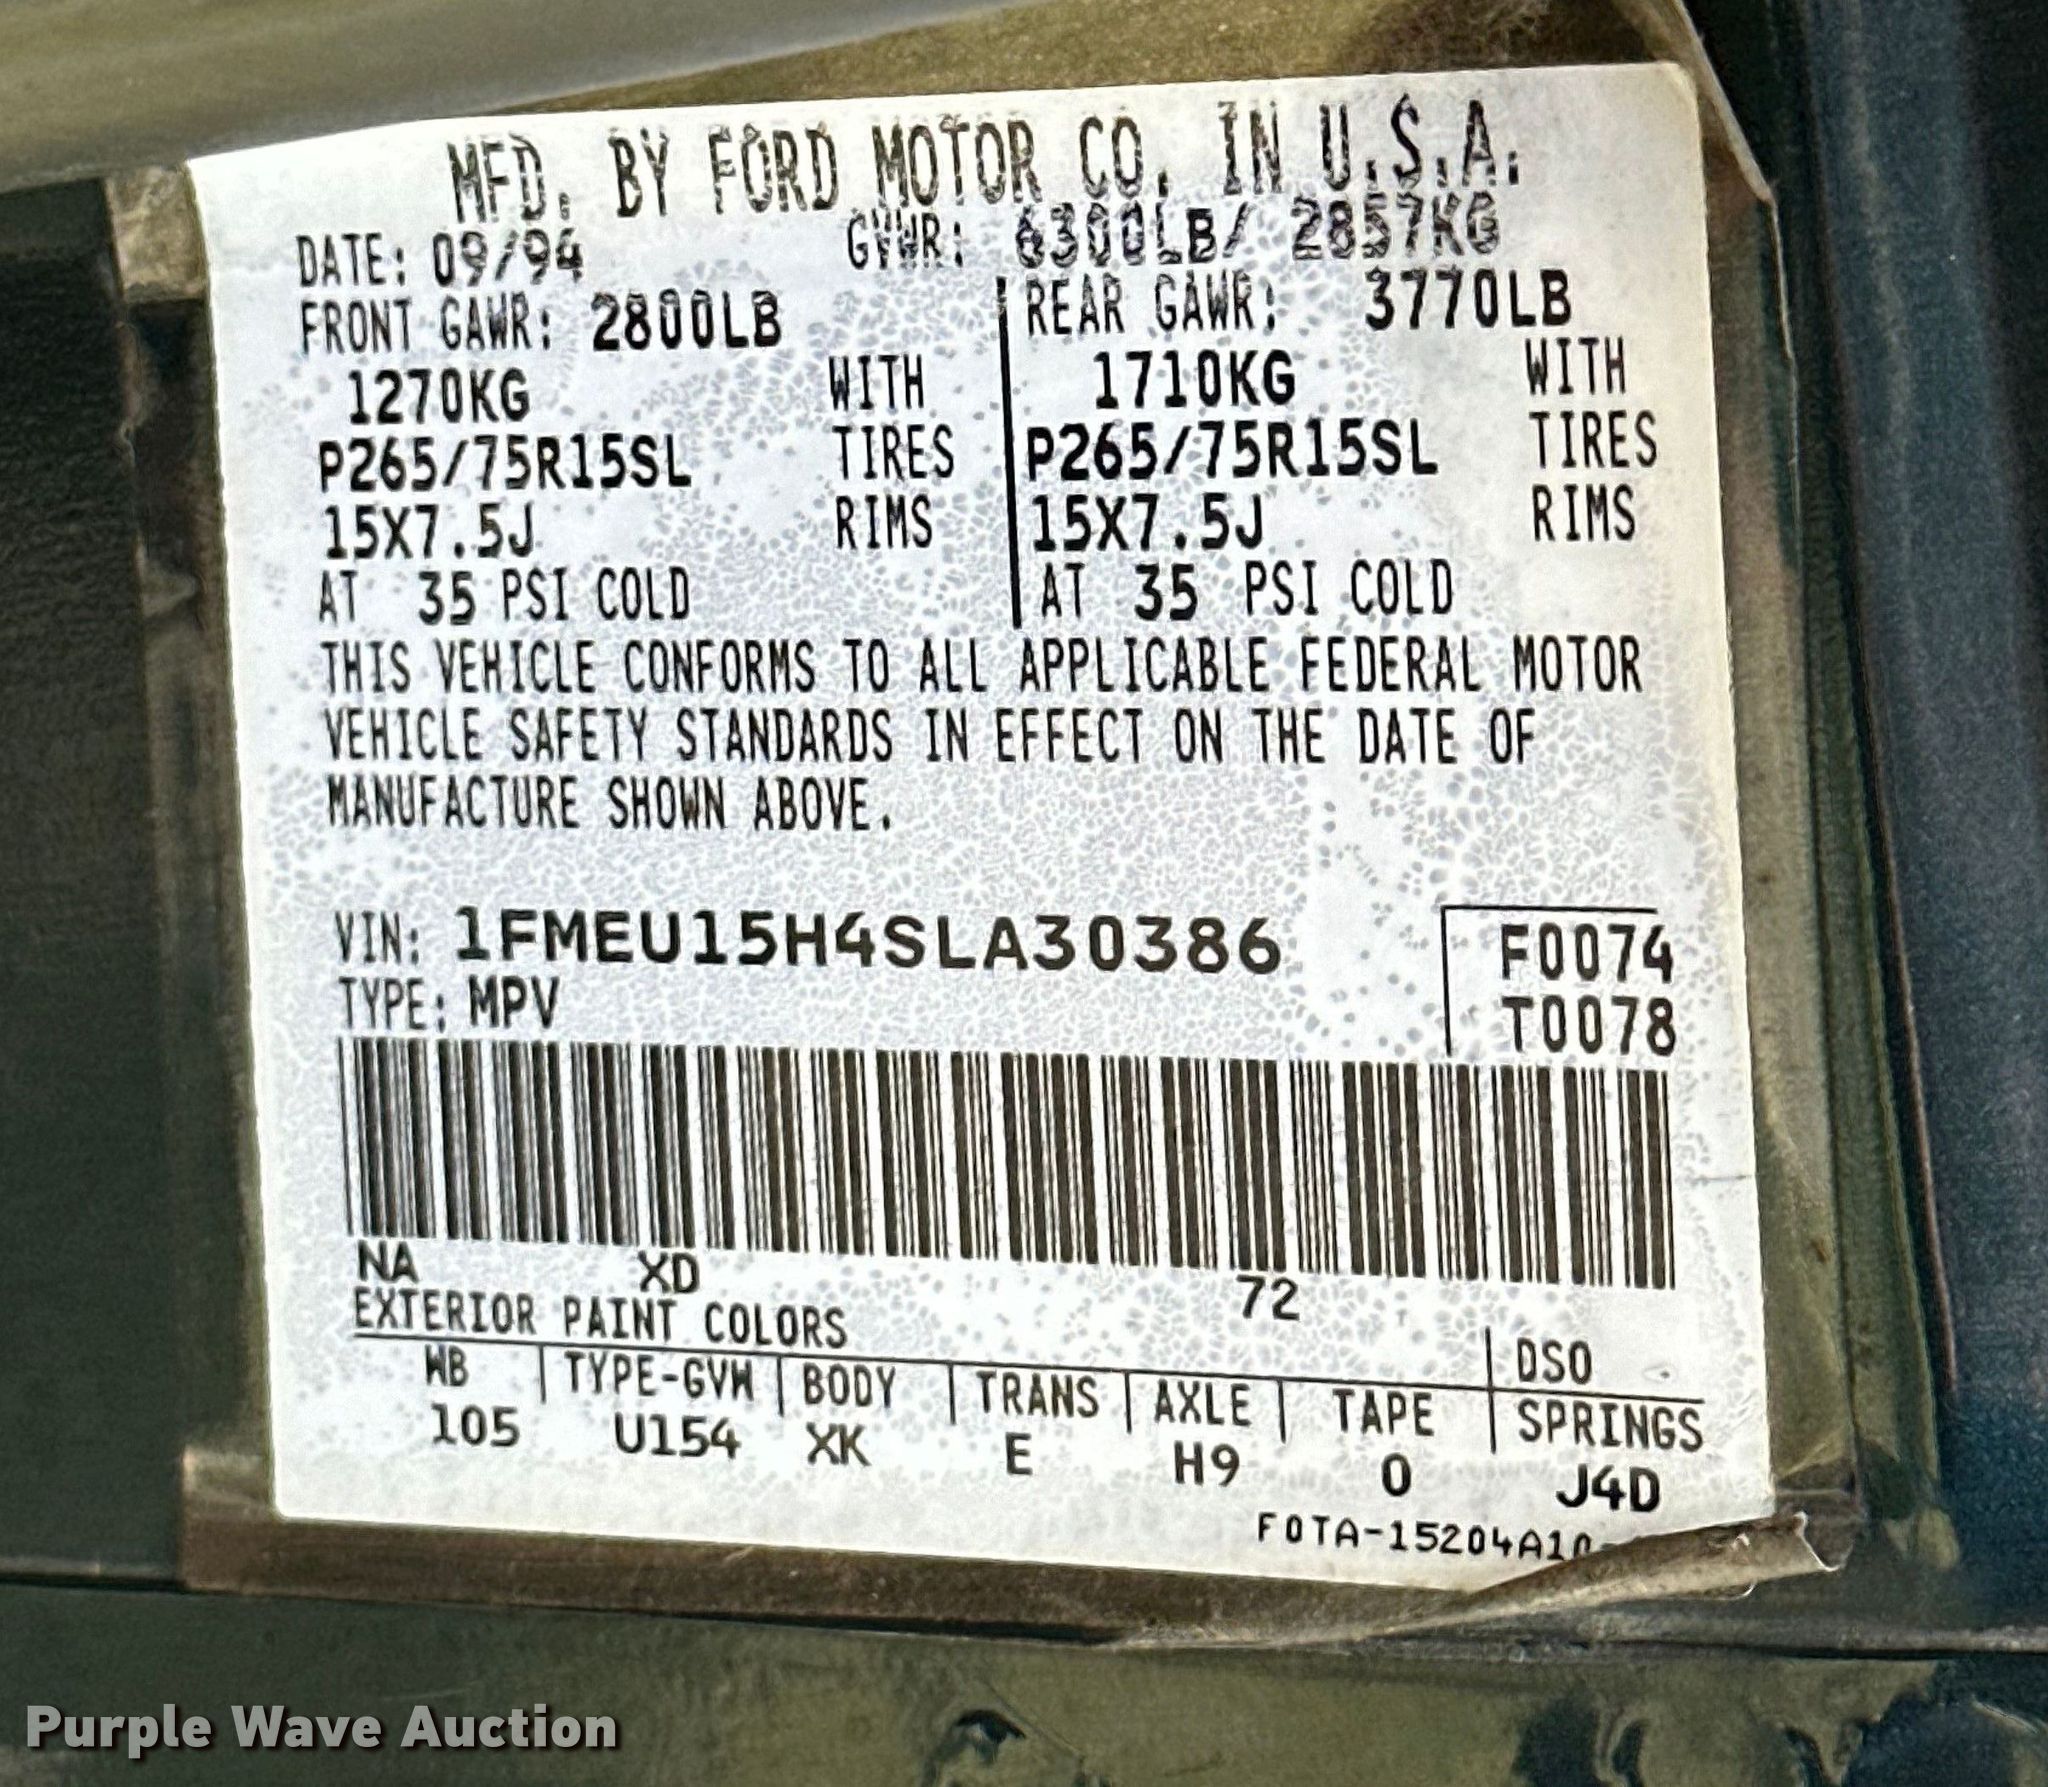 MFD. BY FORD MOTOR CO. IN U.S.A.
DATE: 09/94 GVWR: 6300LB/ 2857KG
FRONT GAWR: 2800LB REAR GAWR: 3770LB
1270KG WITH 1710KG WITH
P265/75R15SL TIRES P265/75R15SL TIRES
15X7.5J RIMS 15X7.5J RIMS
AT 35 PSI COLD AT 35 PSI COLD
THIS VEHICLE CONFORMS TO ALL APPLICABLE FEDERAL MOTOR
VEHICLE SAFETY STANDARDS IN EFFECT ON THE DATE OF
MANUFACTURE SHOWN ABOVE.
VIN: 1FMEU15H4SLA30386 F0074
TYPE: MPV T0078
NA XD 72
EXTERIOR PAINT COLORS DSO
WB TYPE-GVW BODY TRANS AXLE TAPE SPRINGS
105 U154 XK E H9 0 J4D
Purple Wave Auction